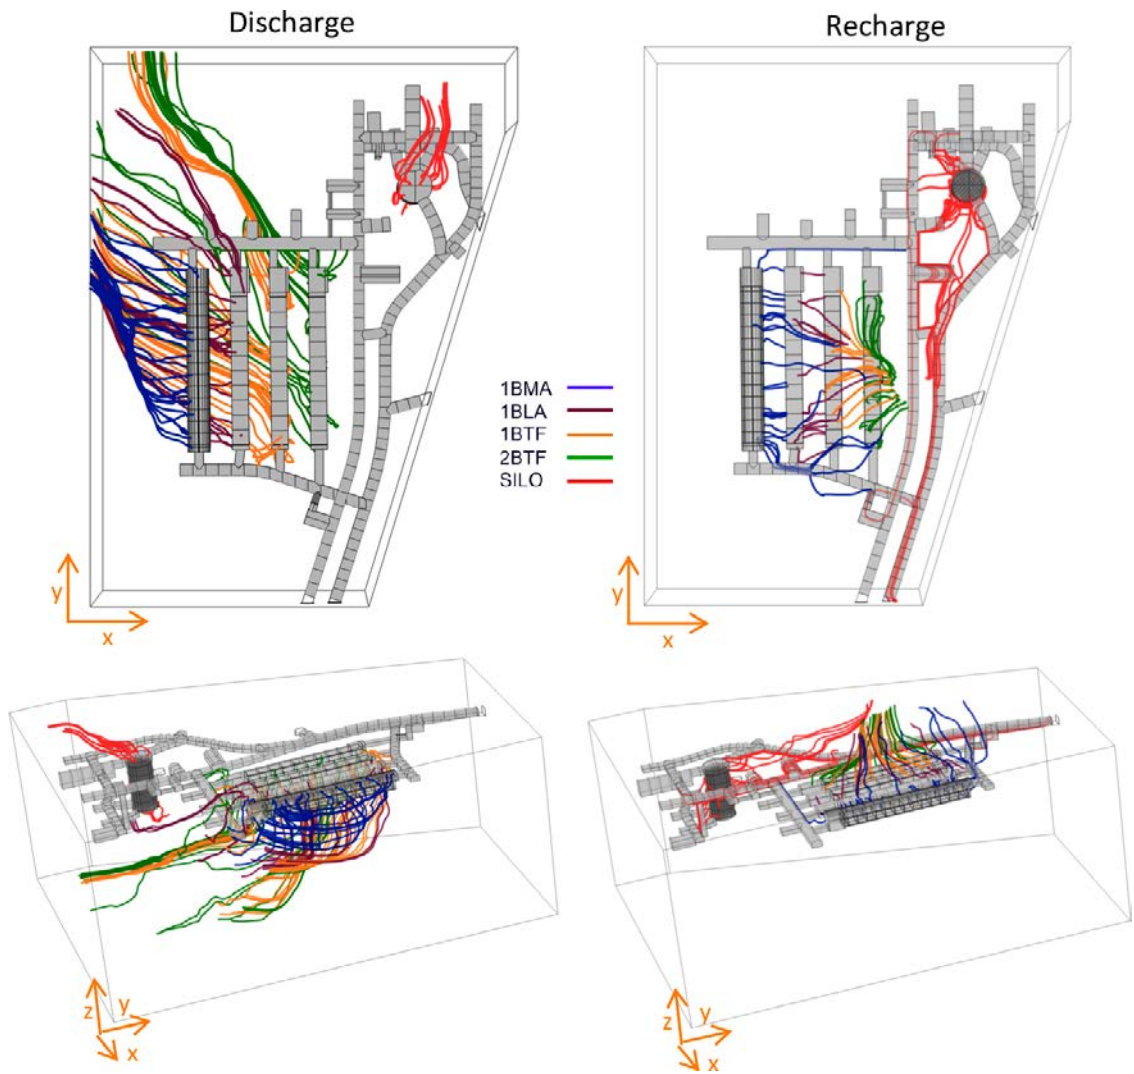 Discharge
Recharge
1BMA
1BLA
1BTF
2BTF
SILO
y
x
y
x
z
y
x
z
y
x